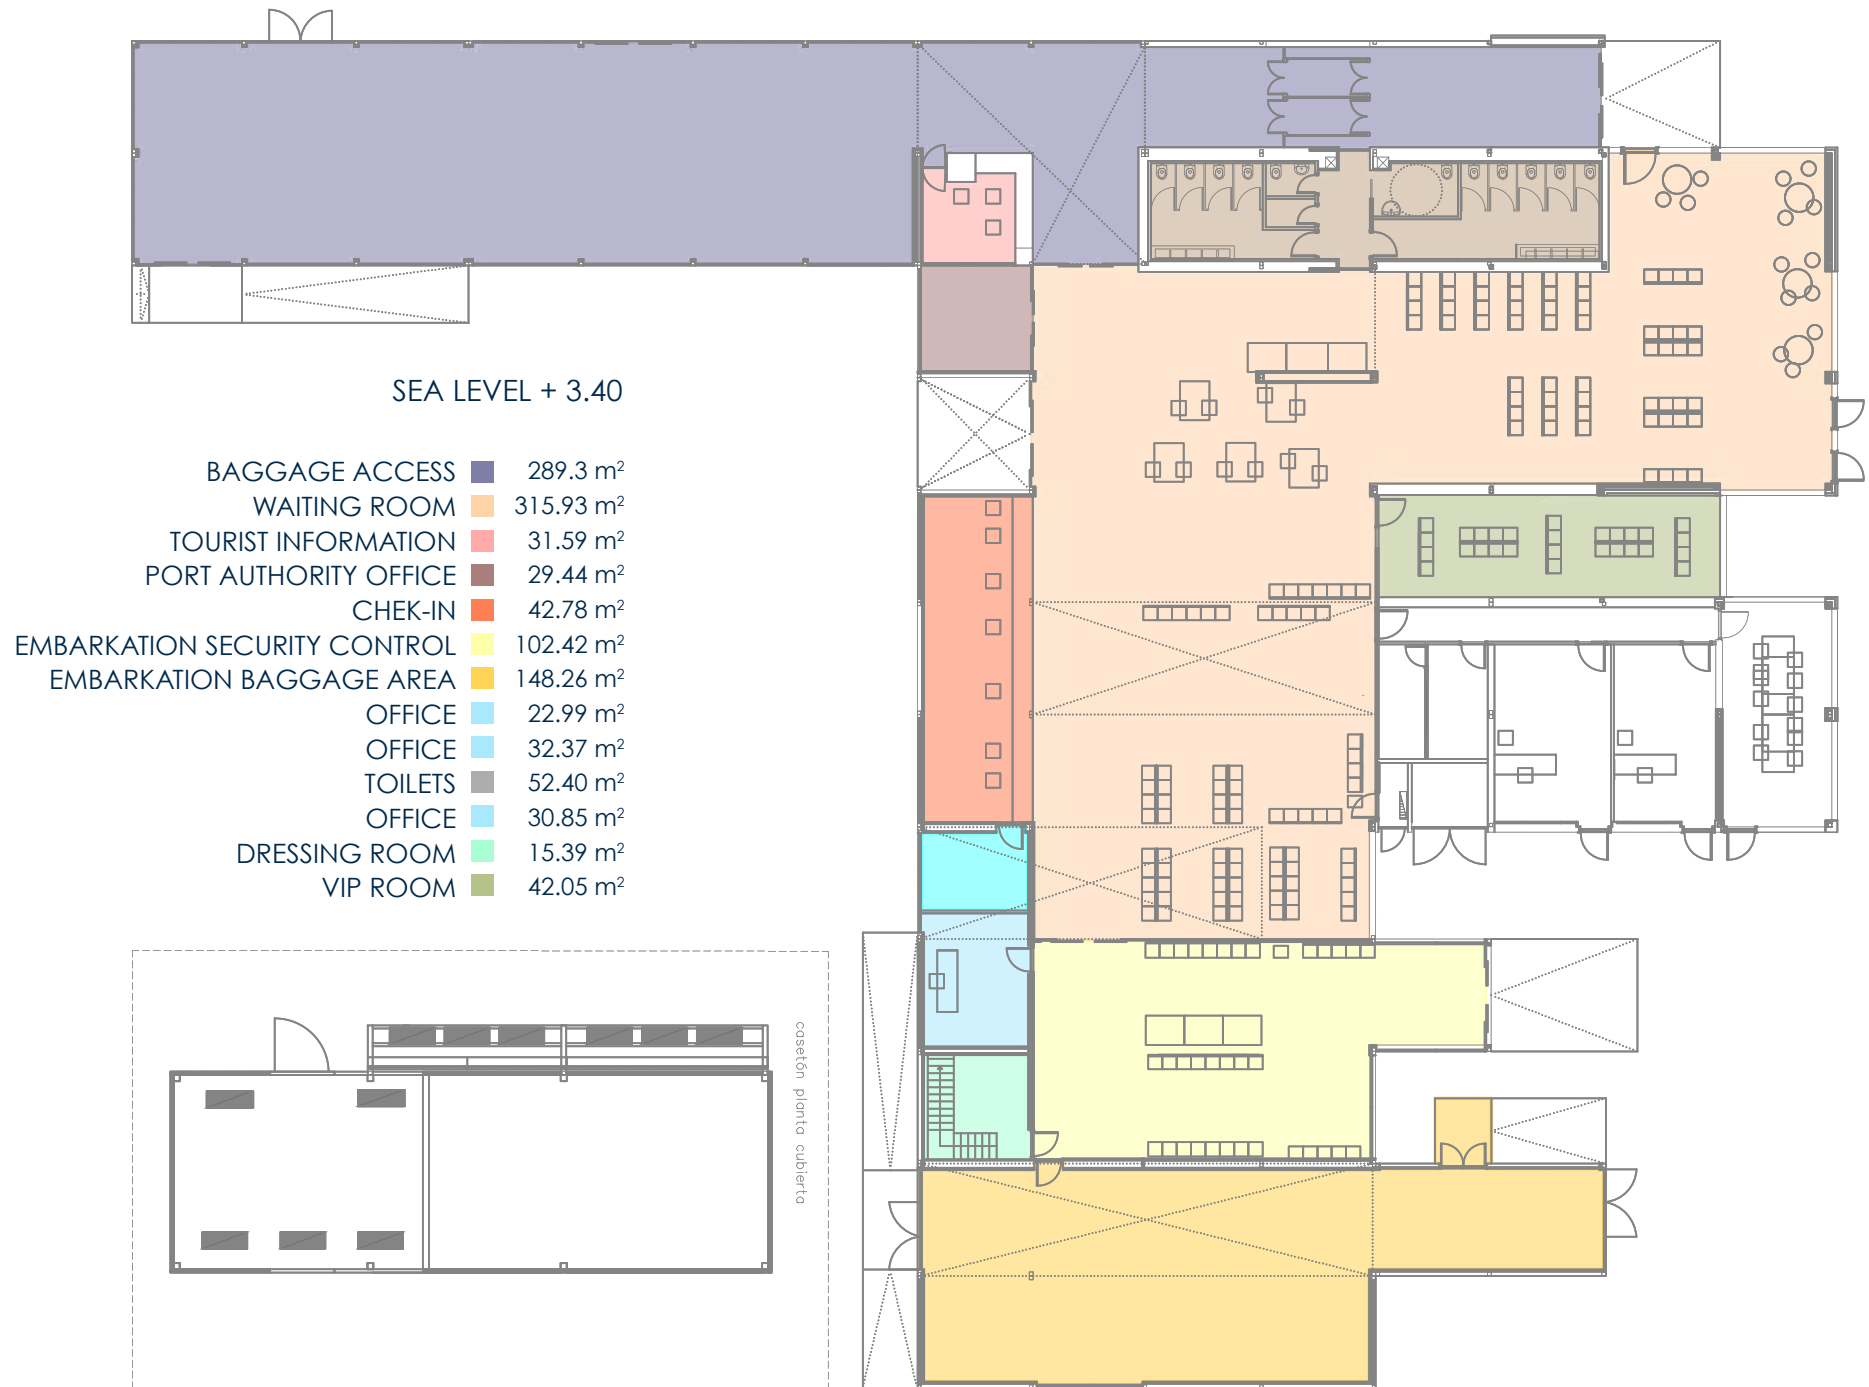 SEA LEVEL + 3.40
BAGGAGE ACCESS 289.3 m²
WAITING ROOM 315.93 m²
TOURIST INFORMATION 31.59 m²
PORT AUTHORITY OFFICE 29.44 m²
CHEK-IN 42.78 m²
EMBARKATION SECURITY CONTROL 102.42 m²
EMBARKATION BAGGAGE AREA 148.26 m²
OFFICE 22.99 m²
OFFICE 32.37 m²
TOILETS 52.40 m²
OFFICE 30.85 m²
DRESSING ROOM 15.39 m²
VIP ROOM 42.05 m²
casetón planta cubierta